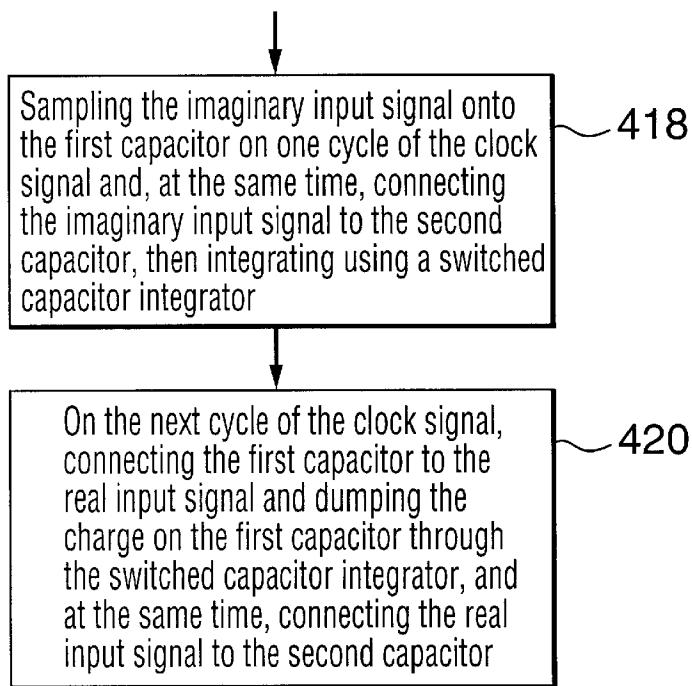 Sampling the imaginary input signal onto
the first capacitor on one cycle of the clock
signal and, at the same time, connecting
the imaginary input signal to the second
capacitor, then integrating using a switched
capacitor integrator
418
On the next cycle of the clock signal,
connecting the first capacitor to the
real input signal and dumping the
charge on the first capacitor through
the switched capacitor integrator, and
at the same time, connecting the real
input signal to the second capacitor
420